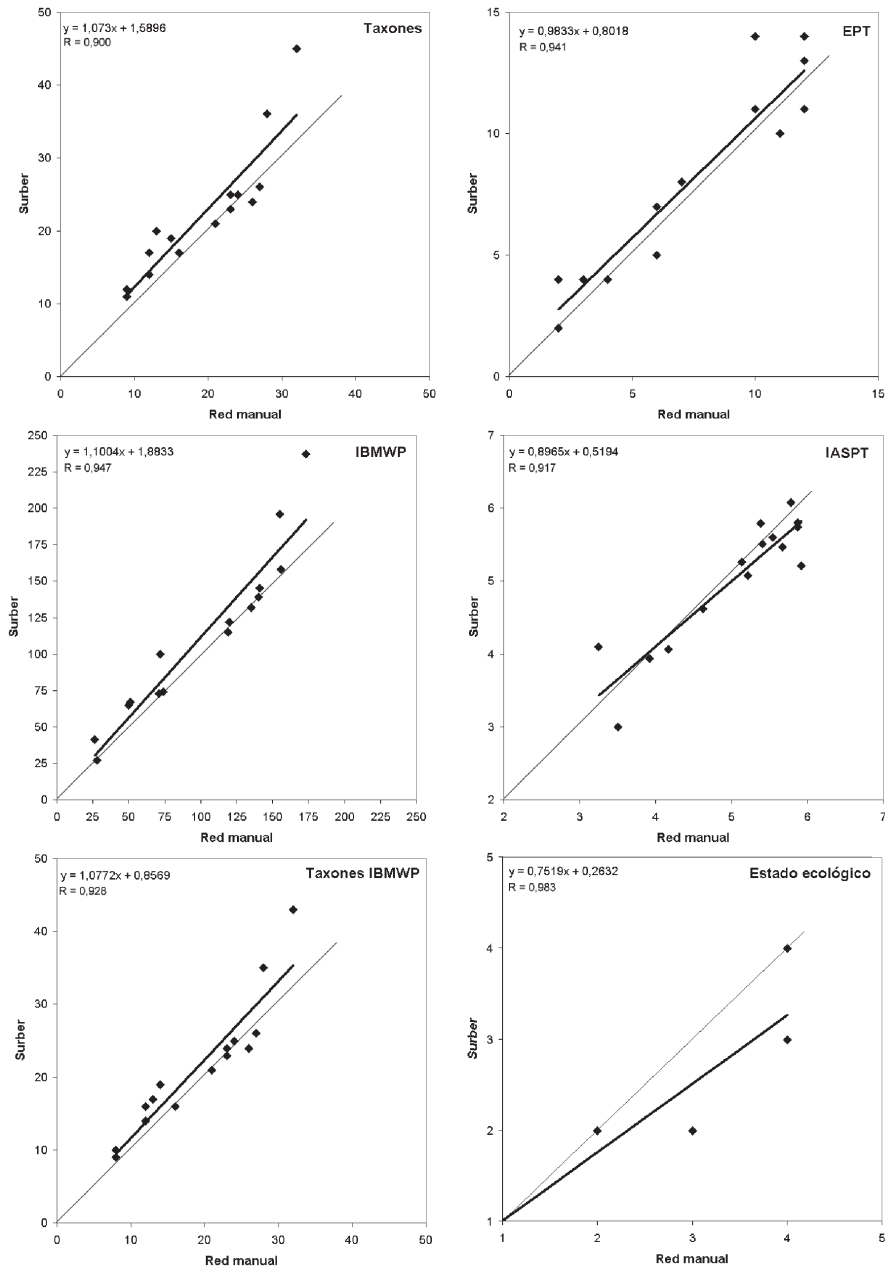 y = 1,073x + 1,5896
R = 0,900
Taxones
50
40
30
20
10
0
Surber
0 10 20 30 40 50
Red manual
y = 0,9833x + 0,8018
R = 0,941
EPT
15
10
5
0
Surber
0 5 10 15
Red manual
y = 1,1004x + 1,8833
R = 0,947
IBMWP
250
225
200
175
150
125
100
75
50
25
0
Surber
0 25 50 75 100 125 150 175 200 225 250
Red manual
y = 0,8965x + 0,5194
R = 0,917
IASPT
7
6
5
4
3
2
Surber
2 3 4 5 6 7
Red manual
y = 1,0772x + 0,8569
R = 0,928
Taxones IBMWP
50
40
30
20
10
0
Surber
0 10 20 30 40 50
Red manual
y = 0,7519x + 0,2632
R = 0,983
Estado ecológico
5
4
3
2
1
Surber
1 2 3 4 5
Red manual